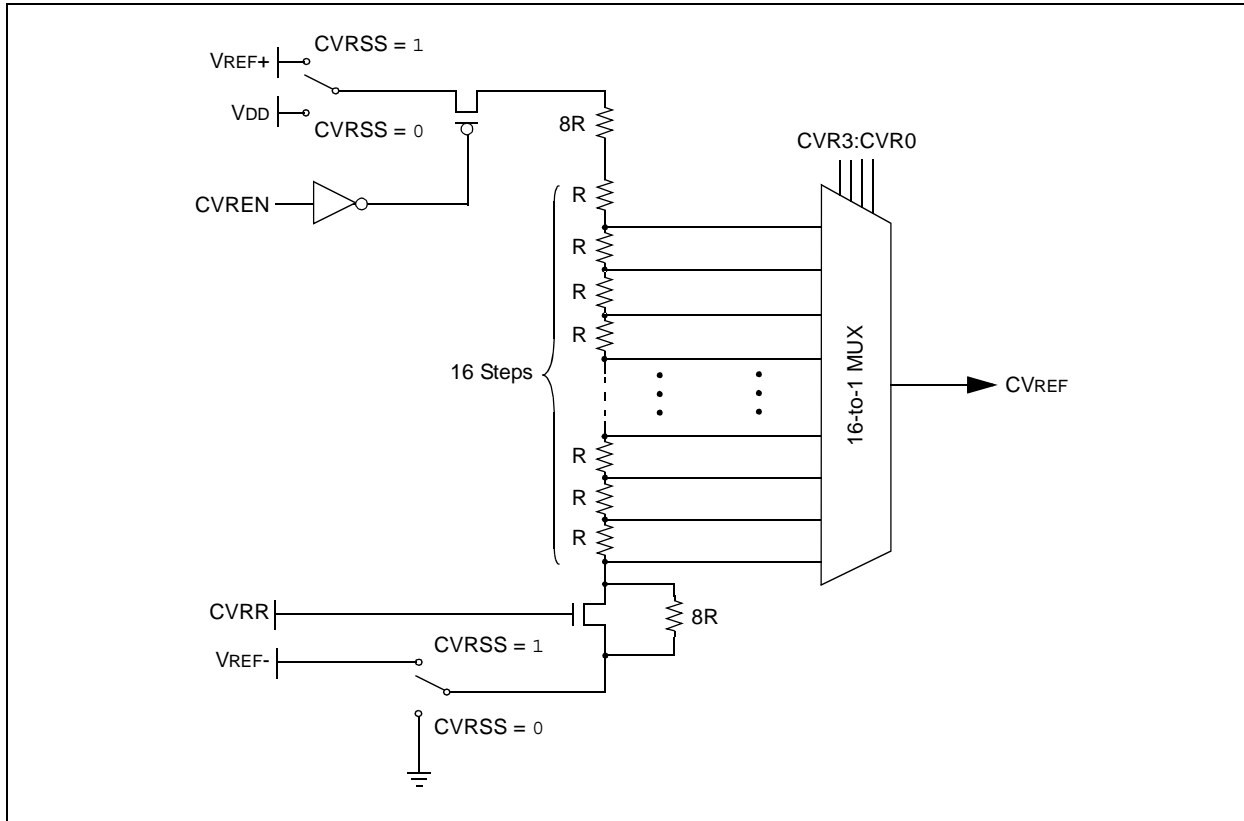 CVRSS = 1
VREF+
VDD
CVRSS = 0
8R
CVR3:CVR0
CVREN
R
R
R
R
16 Steps
16-to-1 MUX
CVREF
R
R
R
CVRR
8R
CVRSS = 1
VREF-
CVRSS = 0